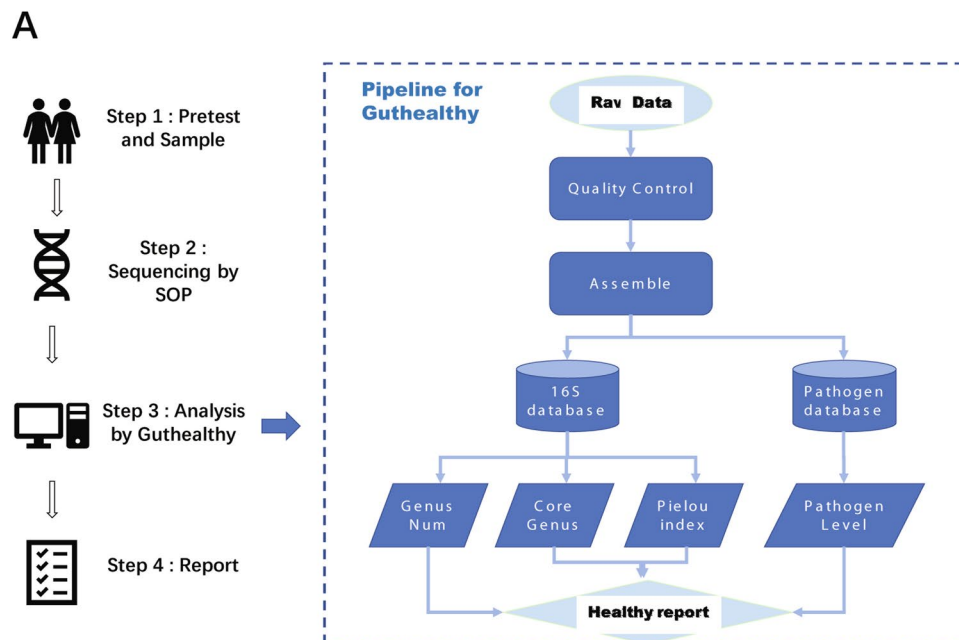 A
Step 1 : Pretest
and Sample
Step 2 :
Sequencing by
SOP
Step 3 : Analysis
by Guthealthy
Step 4 : Report
Pipeline for
Guthealthy
Raw Data
Quality Control
Assemble
16S
database
Pathogen
database
Genus
Num
Core
Genus
Pielou
index
Pathogen
Level
Healthy report